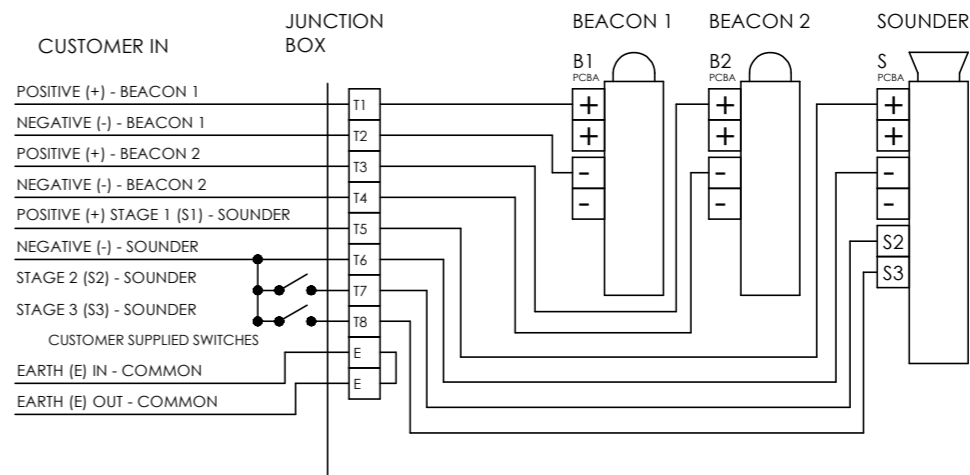 CUSTOMER IN
JUNCTION
BOX
BEACON 1
BEACON 2
SOUNDER
B1
PCBA
B2
PCBA
S
PCBA
POSITIVE (+) - BEACON 1
NEGATIVE (-) - BEACON 1
POSITIVE (+) - BEACON 2
NEGATIVE (-) - BEACON 2
POSITIVE (+) STAGE 1 (S1) - SOUNDER
NEGATIVE (-) - SOUNDER
STAGE 2 (S2) - SOUNDER
STAGE 3 (S3) - SOUNDER
CUSTOMER SUPPLIED SWITCHES
EARTH (E) IN - COMMON
EARTH (E) OUT - COMMON
T1
T2
T3
T4
T5
T6
T7
T8
E
E
+
+
-
-
+
+
-
-
+
+
-
-
S2
S3